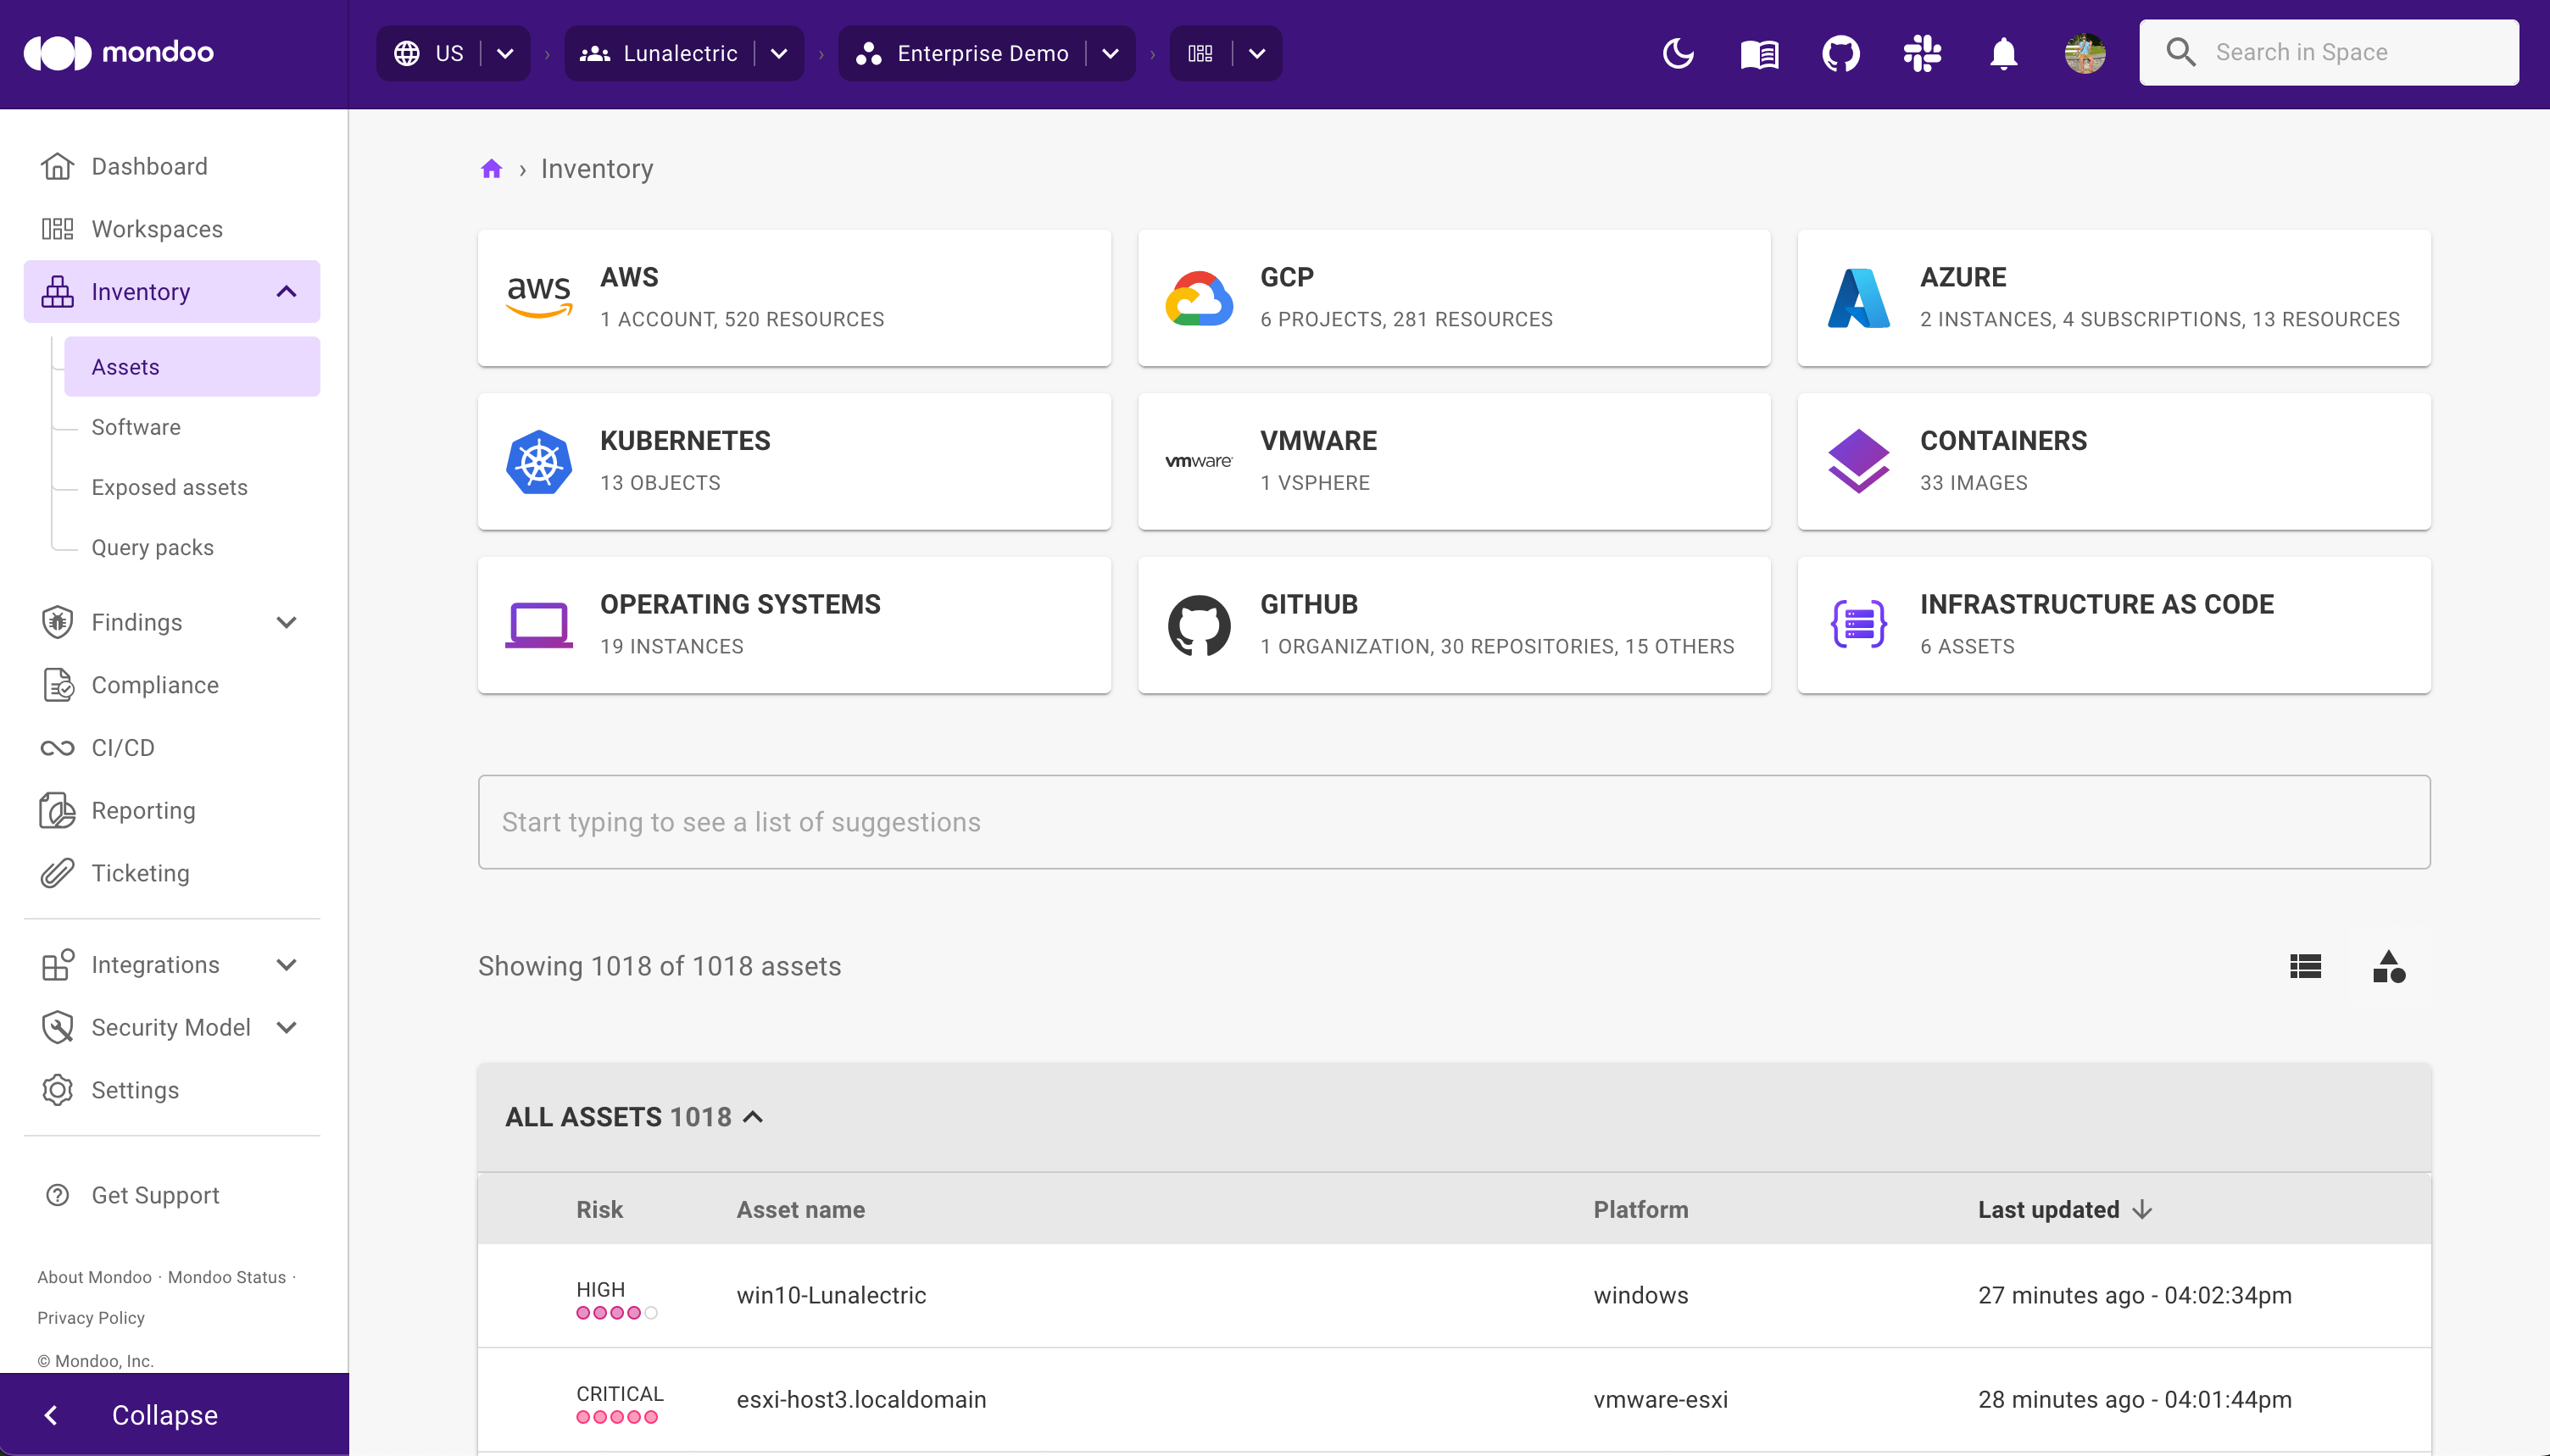 mondoo
US
Lunalectric
Enterprise Demo
Search in Space
Dashboard
Workspaces
Inventory
Assets
Software
Exposed assets
Query packs
Findings
Compliance
CI/CD
Reporting
Ticketing
Integrations
Security Model
Settings
Get Support
About Mondoo · Mondoo Status ·
Privacy Policy
© Mondoo, Inc.
Collapse
› Inventory
aws
AWS
1 ACCOUNT, 520 RESOURCES
GCP
6 PROJECTS, 281 RESOURCES
AZURE
2 INSTANCES, 4 SUBSCRIPTIONS, 13 RESOURCES
KUBERNETES
13 OBJECTS
vmware
VMWARE
1 VSPHERE
CONTAINERS
33 IMAGES
OPERATING SYSTEMS
19 INSTANCES
GITHUB
1 ORGANIZATION, 30 REPOSITORIES, 15 OTHERS
INFRASTRUCTURE AS CODE
6 ASSETS
Start typing to see a list of suggestions
Showing 1018 of 1018 assets
ALL ASSETS 1018
Risk Asset name Platform Last updated
HIGH win10-Lunalectric windows 27 minutes ago - 04:02:34pm
CRITICAL esxi-host3.localdomain vmware-esxi 28 minutes ago - 04:01:44pm